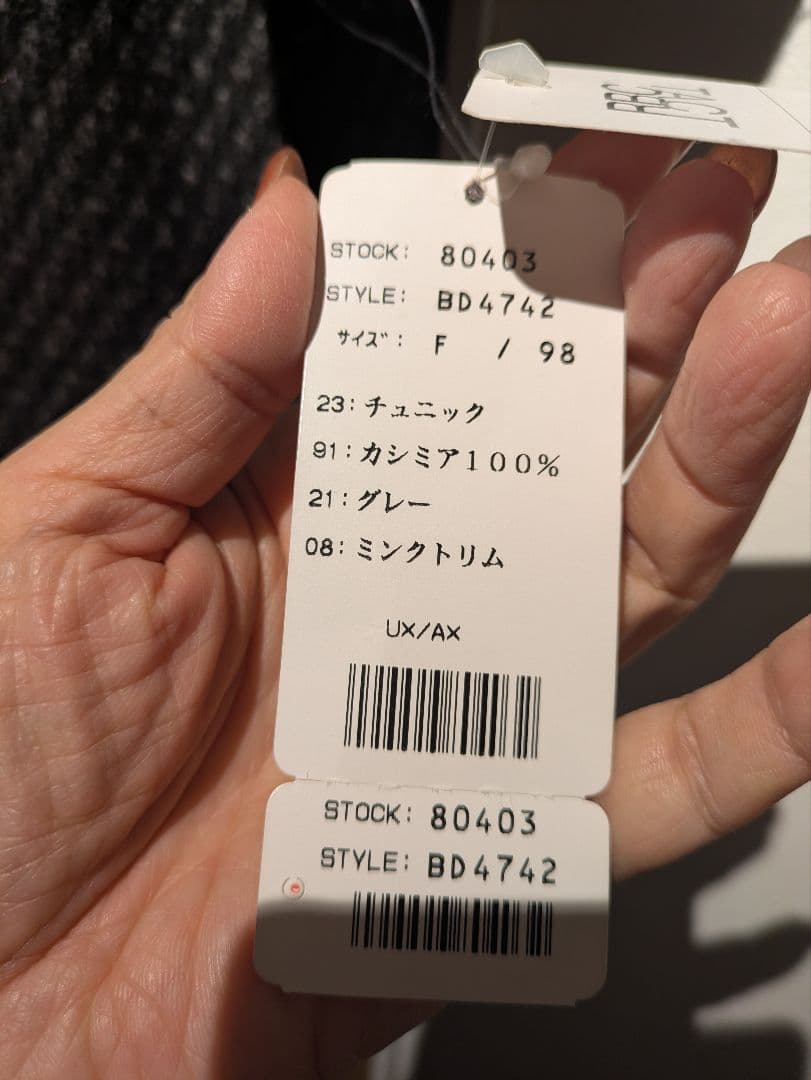 STOCK: 80403
STYLE: BD4742
サイズ: F / 98
23:チュニック
91:カシミア100%
21:グレー
08:ミンクトリム
UX/AX
STOCK: 80403
STYLE: BD4742